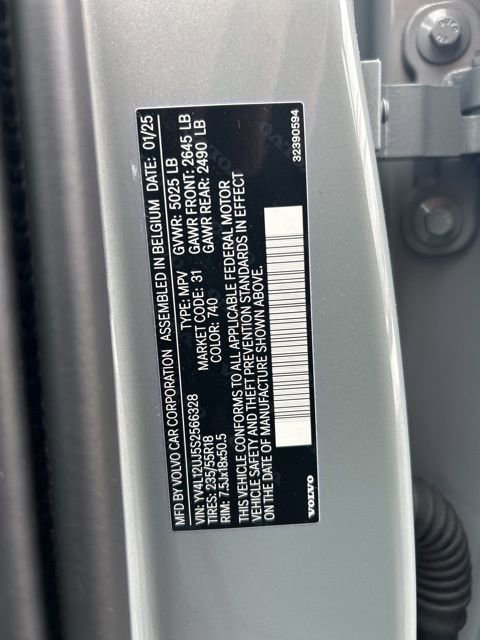 MFD BY VOLVO CAR CORPORATION ASSEMBLED IN BELGIUM DATE: 01/25
VIN: YV4L12UJ5S2566328 TYPE: MPV GVWR: 5025 LB
TIRES: 235/55R18 MARKET CODE: 31 GAWR FRONT: 2645 LB
RIM: 7.5Jx18x50.5 COLOR: 740 GAWR REAR: 2490 LB
THIS VEHICLE CONFORMS TO ALL APPLICABLE FEDERAL MOTOR
VEHICLE SAFETY AND THEFT PREVENTION STANDARDS IN EFFECT
ON THE DATE OF MANUFACTURE SHOWN ABOVE.
VOLVO 32390594